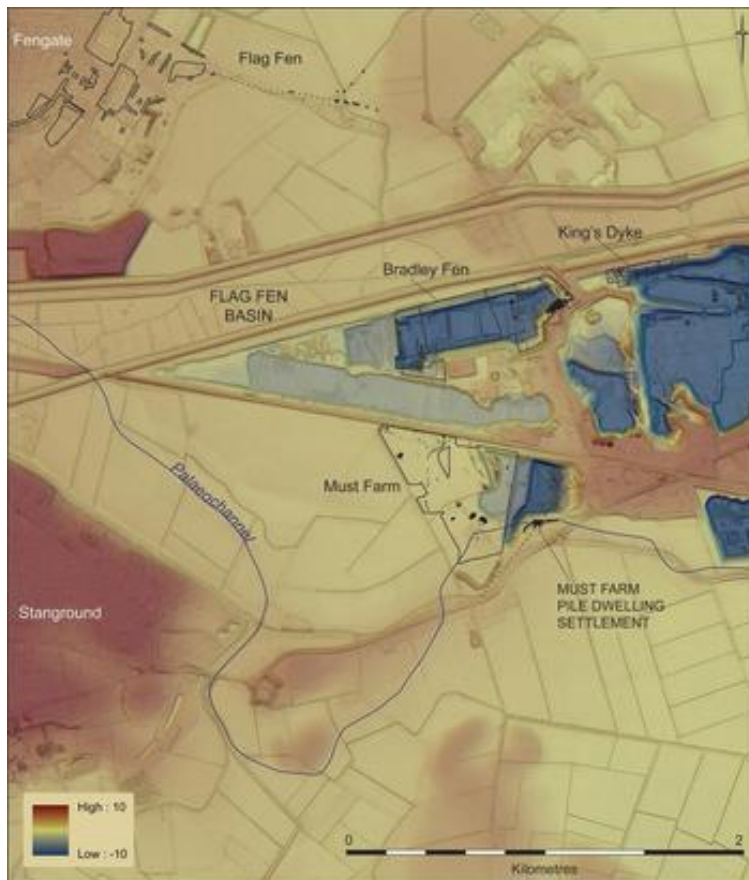 Fengate
Flag Fen
King's Dyke
Bradley Fen
FLAG FEN
BASIN
Palaeochannel
Must Farm
MUST FARM
PILE DWELLING
SETTLEMENT
Stanground
High : 10
Low : -10
0
2
Kilometres